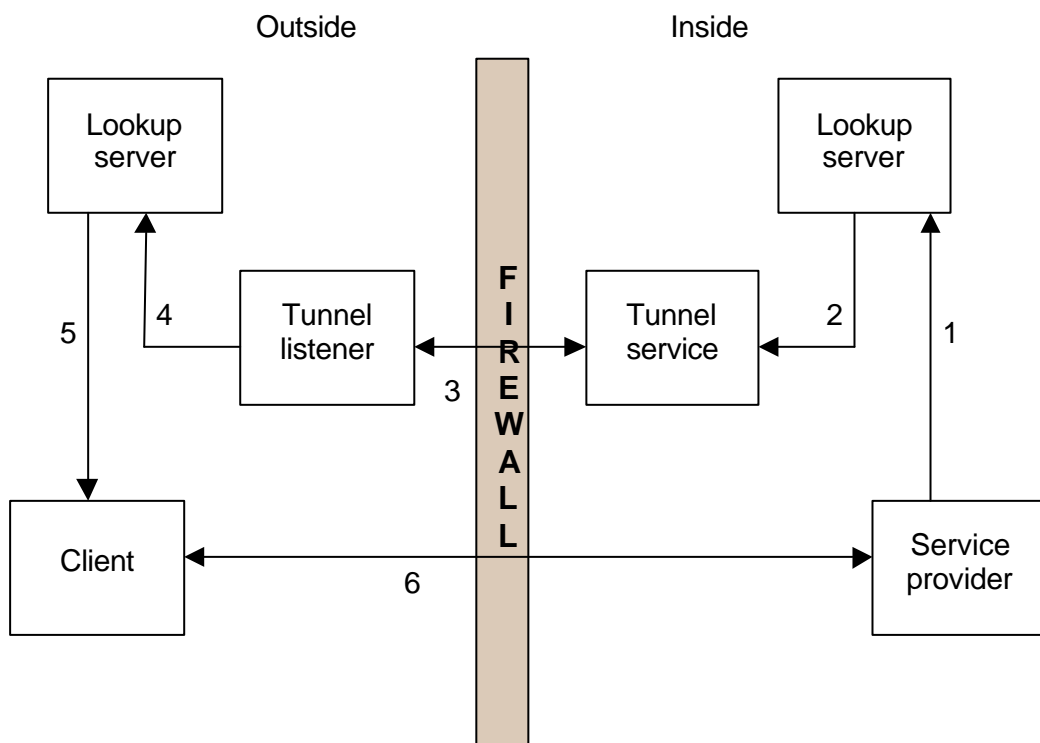 Outside
Inside
Lookup
server
Lookup
server
FIREWALL
Tunnel
listener
Tunnel
service
5
4
3
2
1
Client
6
Service
provider